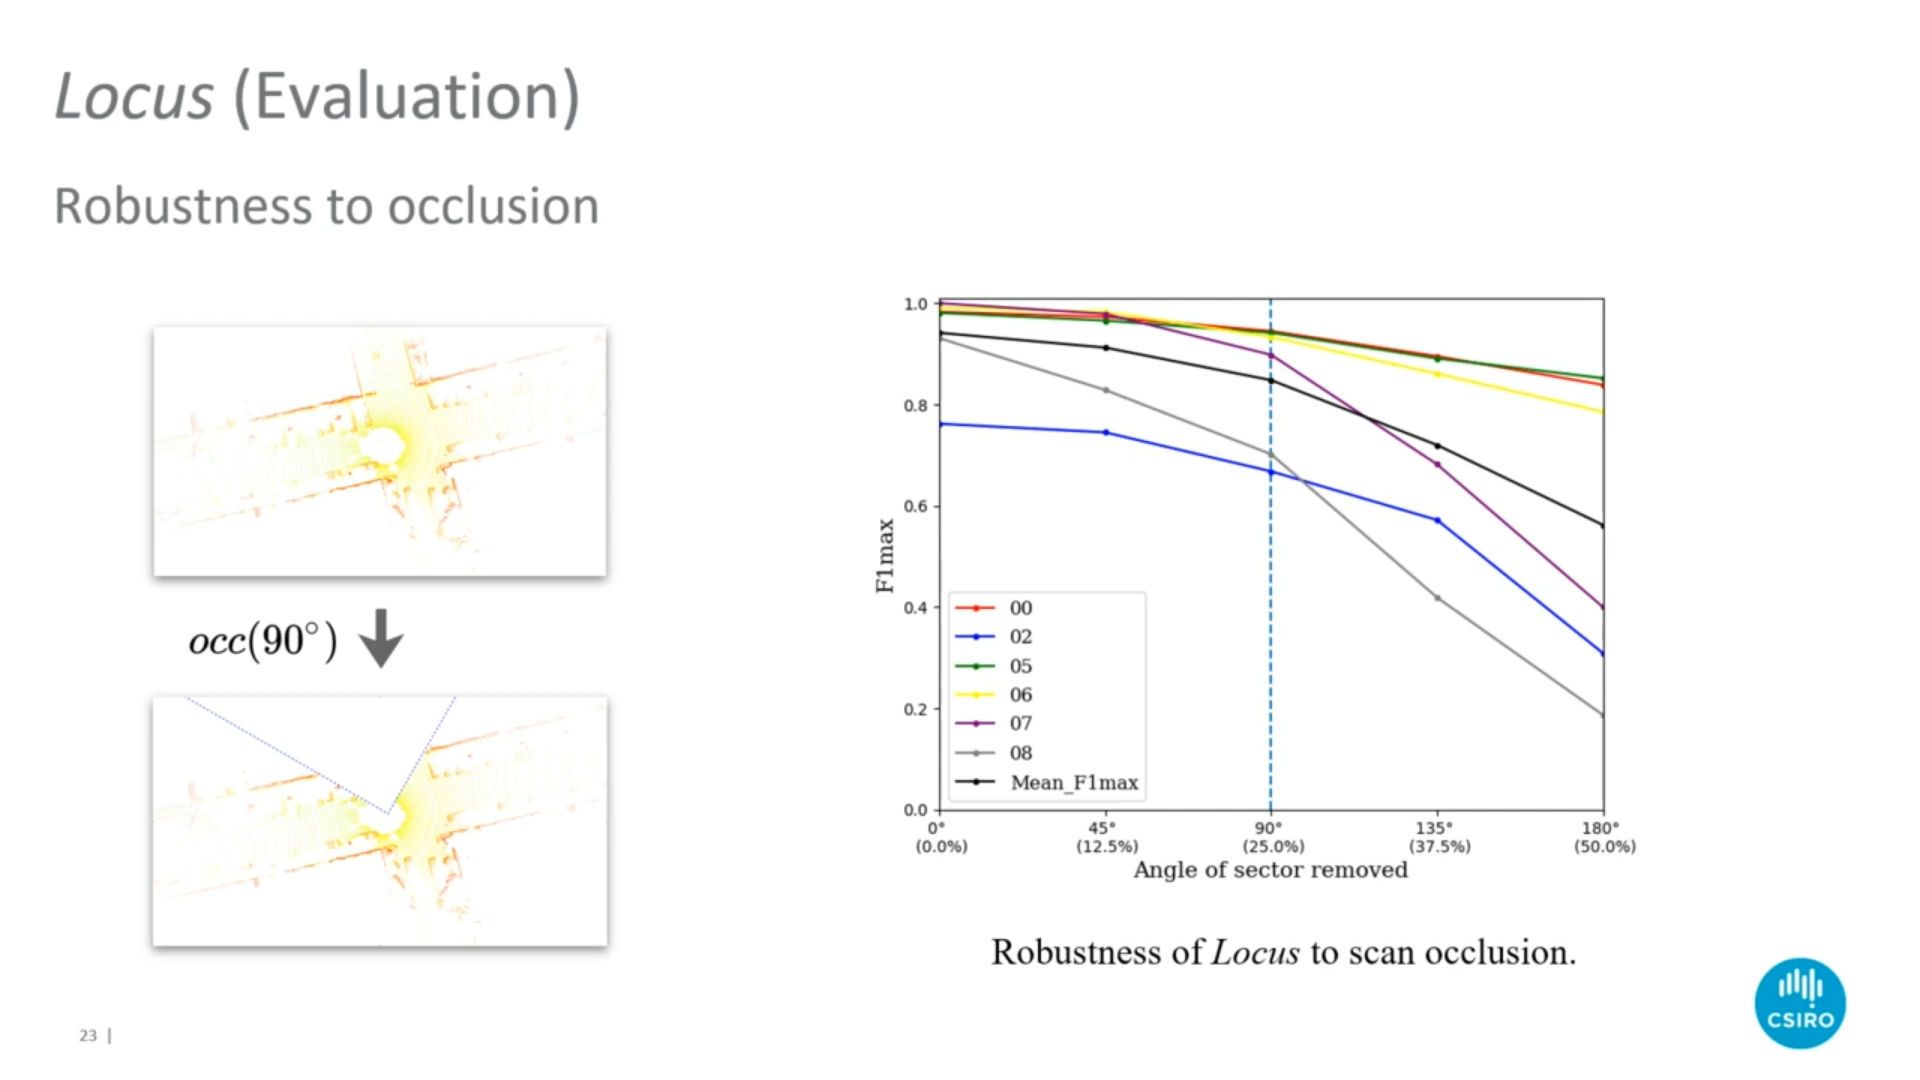 Locus (Evaluation)
Robustness to occlusion
occ(90°)
F1max
1.0
0.8
0.6
0.4
0.2
0.0
00
02
05
06
07
08
Mean_F1max
0° 45° 90° 135° 180°
(0.0%) (12.5%) (25.0%) (37.5%) (50.0%)
Angle of sector removed
Robustness of Locus to scan occlusion.
CSIRO
23 |